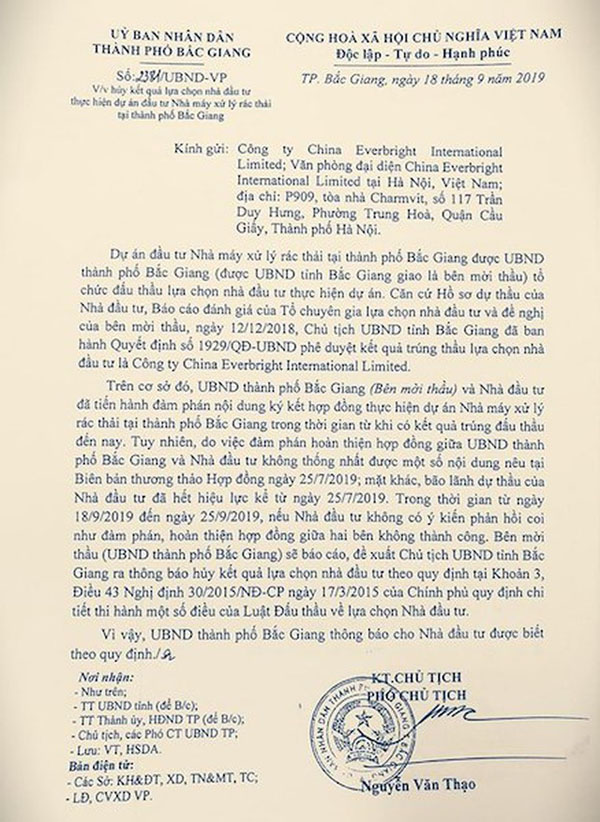 UỶ BAN NHÂN DÂN
THÀNH PHỐ BẮC GIANG
CỘNG HOÀ XÃ HỘI CHỦ NGHĨA VIỆT NAM
Độc lập - Tự do - Hạnh phúc
Số: /UBND-VP
TP. Bắc Giang, ngày 18 tháng 9 năm 2019
V/v hủy kết quả lựa chọn nhà đầu tư
thực hiện dự án đầu tư Nhà máy xử lý rác thải
tại thành phố Bắc Giang
Kính gửi: Công ty China Everbright International
Limited; Văn phòng đại diện China Everbright
International Limited tại Hà Nội, Việt Nam;
địa chỉ: P909, tòa nhà Charmvit, số 117 Trần
Duy Hưng, Phường Trung Hoà, Quận Cầu
Giấy, Thành phố Hà Nội.
Dự án đầu tư Nhà máy xử lý rác thải tại thành phố Bắc Giang được UBND
thành phố Bắc Giang (được UBND tỉnh Bắc Giang giao là bên mời thầu) tổ
chức đấu thầu lựa chọn nhà đầu tư thực hiện dự án. Căn cứ Hồ sơ dự thầu của
Nhà đầu tư, Báo cáo đánh giá của Tổ chuyên gia lựa chọn nhà đầu tư và đề nghị
của bên mời thầu, ngày 12/12/2018, Chủ tịch UBND tỉnh Bắc Giang đã ban
hành Quyết định số 1929/QĐ-UBND phê duyệt kết quả trúng thầu lựa chọn nhà
đầu tư là Công ty China Everbright International Limited.
Trên cơ sở đó, UBND thành phố Bắc Giang (Bên mời thầu) và Nhà đầu tư
đã tiến hành đàm phán nội dung ký kết hợp đồng thực hiện dự án Nhà máy xử lý
rác thải tại thành phố Bắc Giang trong thời gian từ khi có kết quả trúng đấu thầu
đến nay. Tuy nhiên, do việc đàm phán hoàn thiện hợp đồng giữa UBND thành
phố Bắc Giang và Nhà đầu tư không thống nhất được một số nội dung nêu tại
Biên bản thương thảo Hợp đồng ngày 25/7/2019; mặt khác, bão lãnh dự thầu của
Nhà đầu tư đã hết hiệu lực kể từ ngày 25/7/2019. Trong thời gian từ ngày
18/9/2019 đến ngày 25/9/2019, nếu Nhà đầu tư không có ý kiến phản hồi coi
như đàm phán, hoàn thiện hợp đồng giữa hai bên không thành công. Bên mời
thầu (UBND thành phố Bắc Giang) sẽ báo cáo, đề xuất Chủ tịch UBND tỉnh Bắc
Giang ra thông báo hủy kết quả lựa chọn nhà đầu tư theo quy định tại Khoản 3,
Điều 43 Nghị định 30/2015/NĐ-CP ngày 17/3/2015 của Chính phủ quy định chi
tiết thi hành một số điều của Luật Đấu thầu về lựa chọn Nhà đầu tư.
Vì vậy, UBND thành phố Bắc Giang thông báo cho Nhà đầu tư được biết
theo quy định./.
Nơi nhận:
- Như trên;
- TT UBND tỉnh (để B/c);
- TT Thành ủy, HĐND TP (để B/c);
- Chủ tịch, các Phó CT UBND TP;
- Lưu: VT, HSDA.
Bản điện tử:
- Các Sở: KH&ĐT, XD, TN&MT, TC;
- LĐ, CVXD VP.
KT.CHỦ TỊCH
PHÓ CHỦ TỊCH
Nguyễn Văn Thạo